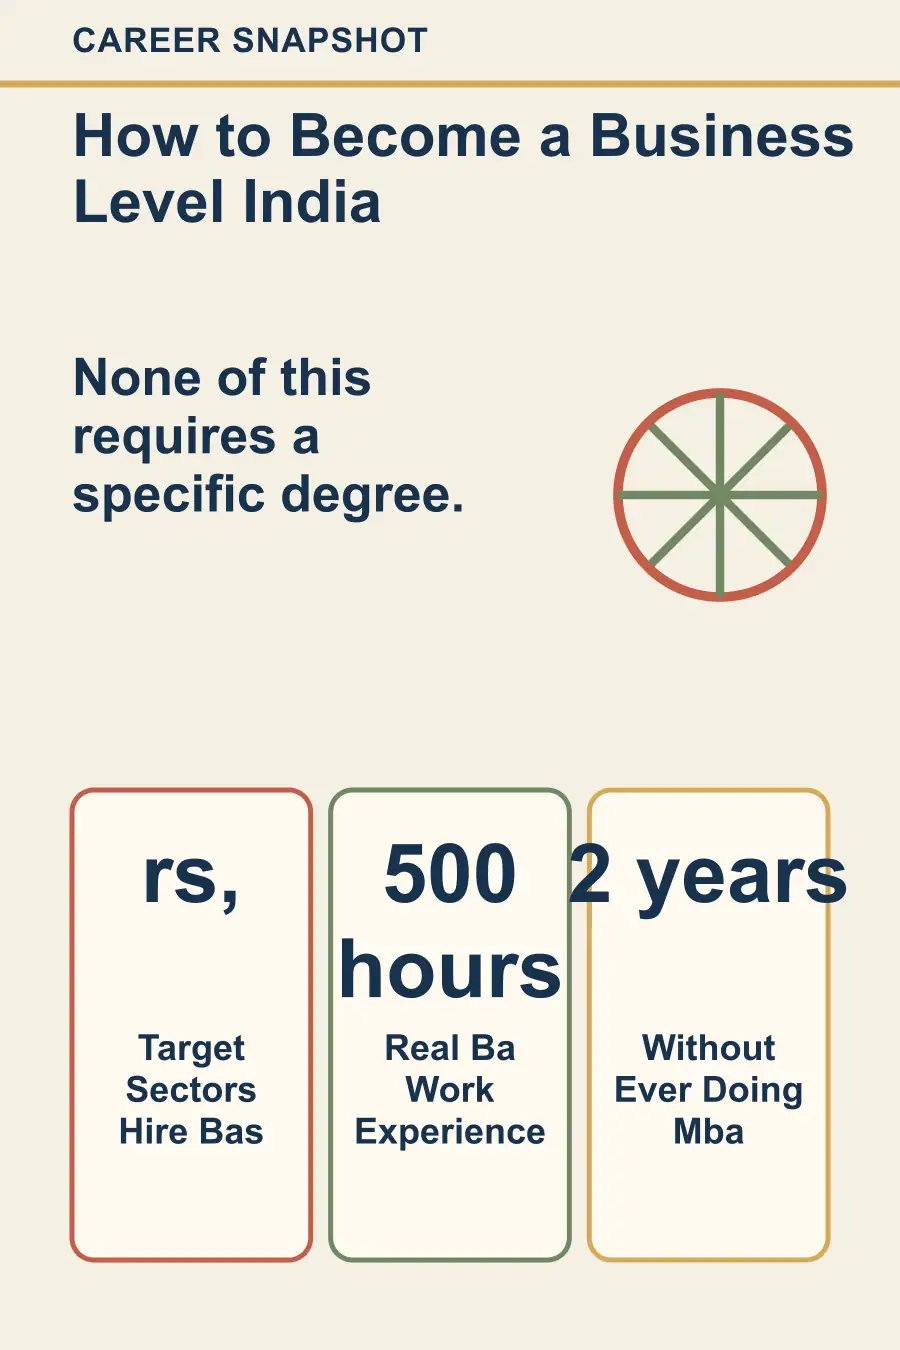 CAREER SNAPSHOT
How to Become a Business
Level India
None of this
requires a
specific degree.
rs,
Target
Sectors
Hire Bas
500
hours
Real Ba
Work
Experience
2 years
Without
Ever Doing
Mba